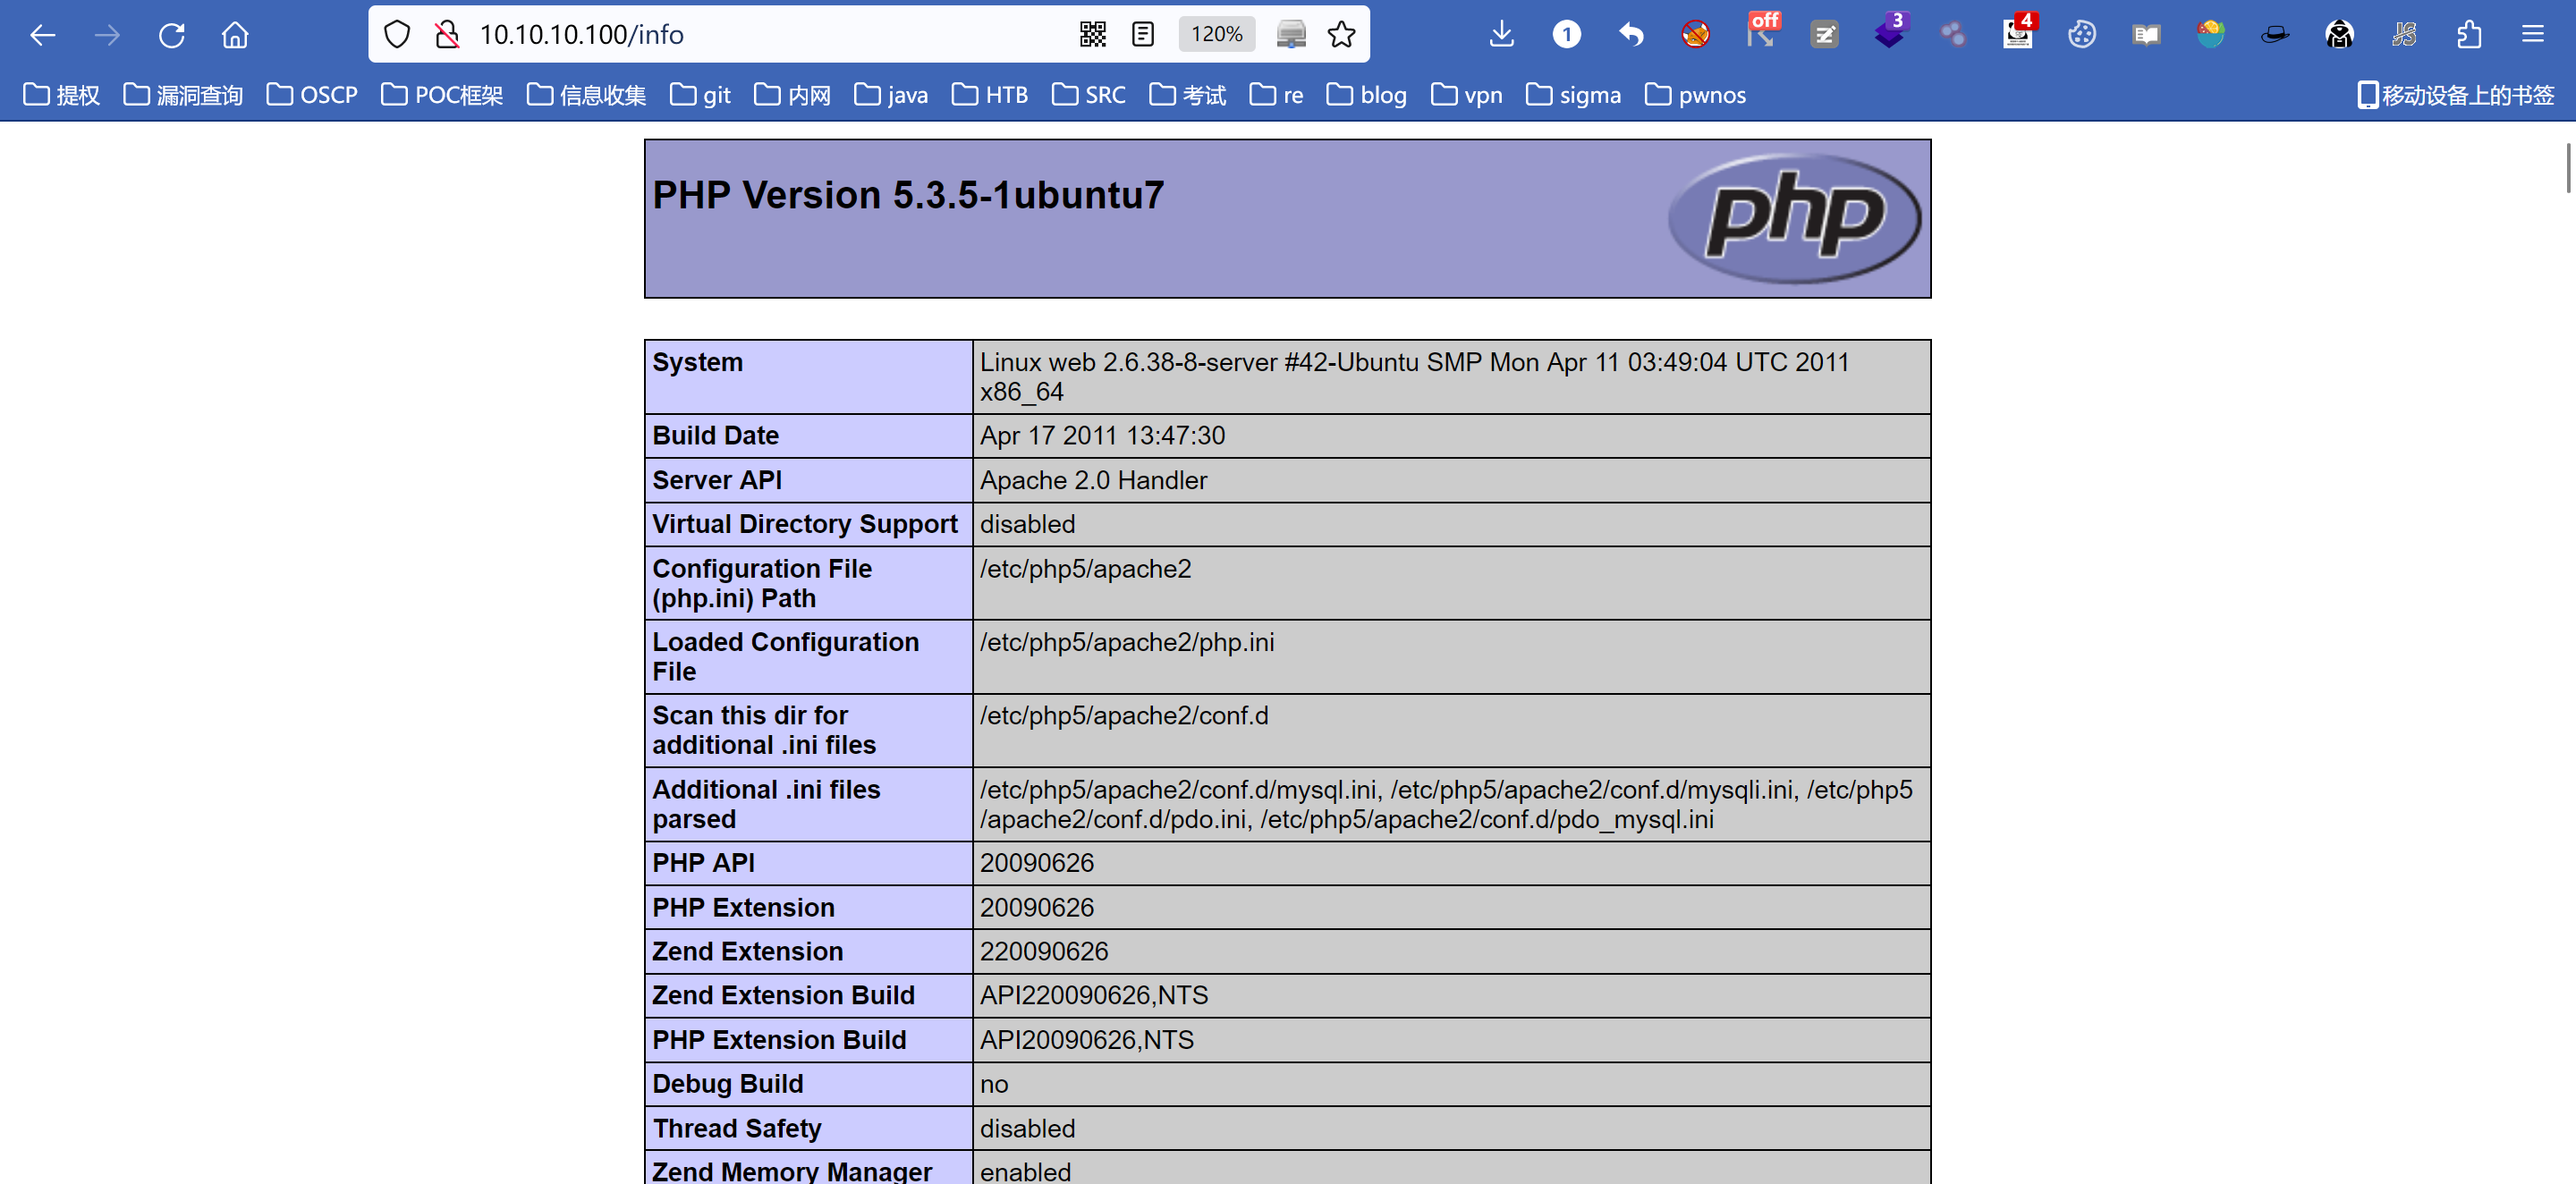 10.10.10.100/info
120%
1
off
3
4
提权 漏洞查询 OSCP POC框架 信息收集 git 内网 java HTB SRC 考试 re blog vpn sigma pwnos 移动设备上的书签
PHP Version 5.3.5-1ubuntu7
php
System Linux web 2.6.38-8-server #42-Ubuntu SMP Mon Apr 11 03:49:04 UTC 2011
x86_64
Build Date Apr 17 2011 13:47:30
Server API Apache 2.0 Handler
Virtual Directory Support disabled
Configuration File /etc/php5/apache2
(php.ini) Path
Loaded Configuration /etc/php5/apache2/php.ini
File
Scan this dir for /etc/php5/apache2/conf.d
additional .ini files
Additional .ini files /etc/php5/apache2/conf.d/mysql.ini, /etc/php5/apache2/conf.d/mysqli.ini, /etc/php5
parsed /apache2/conf.d/pdo.ini, /etc/php5/apache2/conf.d/pdo_mysql.ini
PHP API 20090626
PHP Extension 20090626
Zend Extension 220090626
Zend Extension Build API220090626,NTS
PHP Extension Build API20090626,NTS
Debug Build no
Thread Safety disabled
Zend Memory Manager enabled